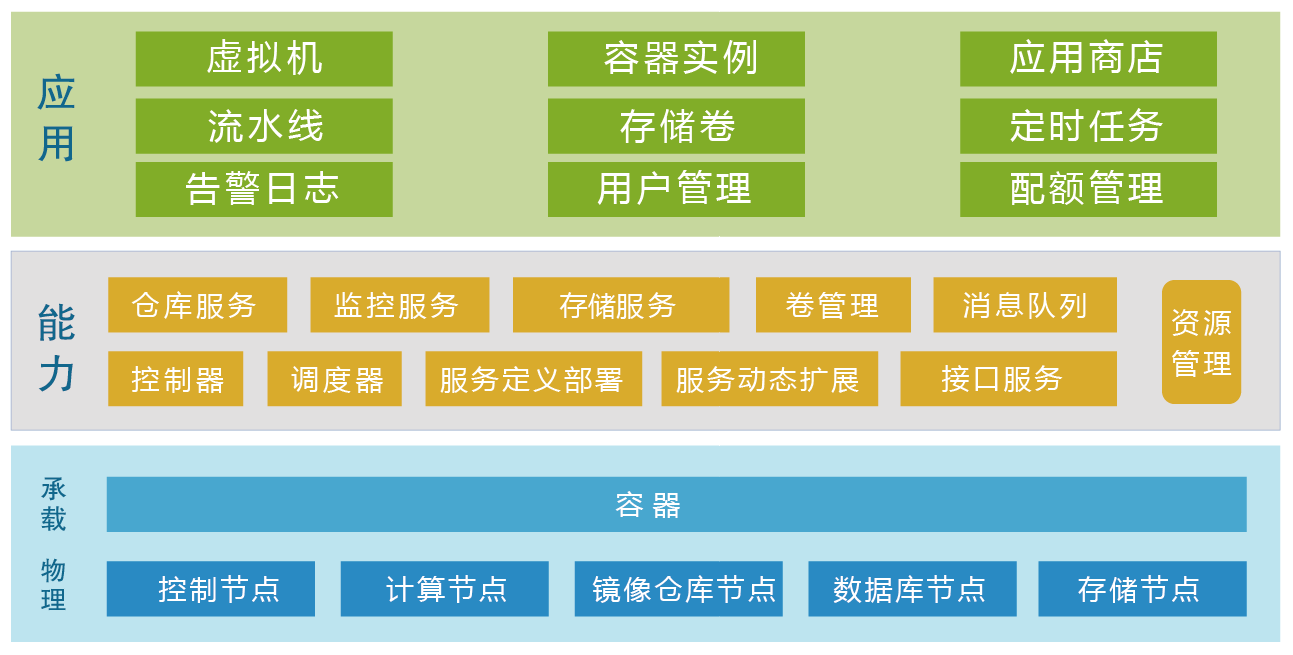 应用
虚拟机
容器实例
应用商店
流水线
存储卷
定时任务
告警日志
用户管理
配额管理
能力
仓库服务
监控服务
存储服务
卷管理
消息队列
资源
管理
控制器
调度器
服务定义部署
服务动态扩展
接口服务
承载
容器
物理
控制节点
计算节点
镜像仓库节点
数据库节点
存储节点